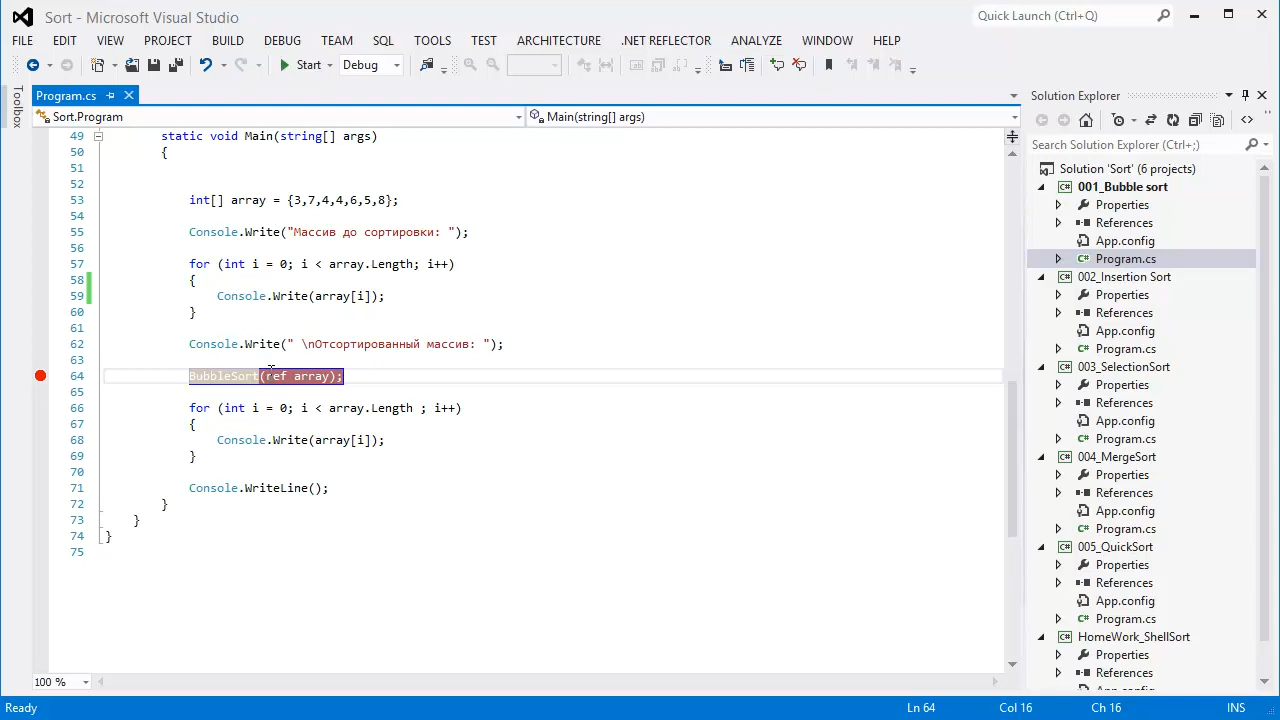 Sort - Microsoft Visual Studio
Quick Launch (Ctrl+Q)
FILE EDIT VIEW PROJECT BUILD DEBUG TEAM SQL TOOLS TEST ARCHITECTURE .NET REFLECTOR ANALYZE WINDOW HELP
Start Debug
Toolbox
Program.cs
Sort.Program
Main(string[] args)
49 static void Main(string[] args)
50 {
51
52
53 int[] array = {3,7,4,4,6,5,8};
54
55 Console.Write("Массив до сортировки: ");
56
57 for (int i = 0; i < array.Length; i++)
58 {
59 Console.Write(array[i]);
60 }
61
62 Console.Write(" \nОтсортированный массив: ");
63
64 BubbleSort(ref array);
65
66 for (int i = 0; i < array.Length ; i++)
67 {
68 Console.Write(array[i]);
69 }
70
71 Console.WriteLine();
72 }
73 }
74 }
75
100 %
Solution Explorer
Search Solution Explorer (Ctrl+;)
Solution 'Sort' (6 projects)
001_Bubble sort
Properties
References
App.config
Program.cs
002_Insertion Sort
Properties
References
App.config
Program.cs
003_SelectionSort
Properties
References
App.config
Program.cs
004_MergeSort
Properties
References
App.config
Program.cs
005_QuickSort
Properties
References
App.config
Program.cs
HomeWork_ShellSort
Properties
References
Ready Ln 64 Col 16 Ch 16 INS